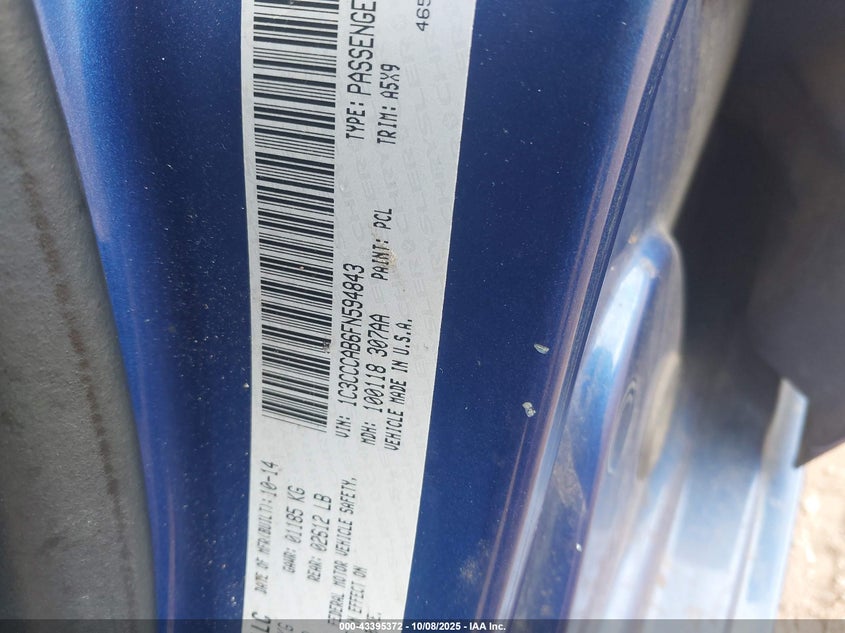 LC
DATE OF MFR(BUILT):10-14
GAWR: 01185 KG
REAR: 02612 LB
FEDERAL MOTOR VEHICLE SAFETY,
EFFECT ON
VIN: 1C3CCCAB6FN594843
MDH: 100118 307AA
VEHICLE MADE IN U.S.A.
PAINT: PCL
TYPE: PASSENGE
TRIM: A5X9
465
000-43395372 - 10/08/2025 - IAA Inc.